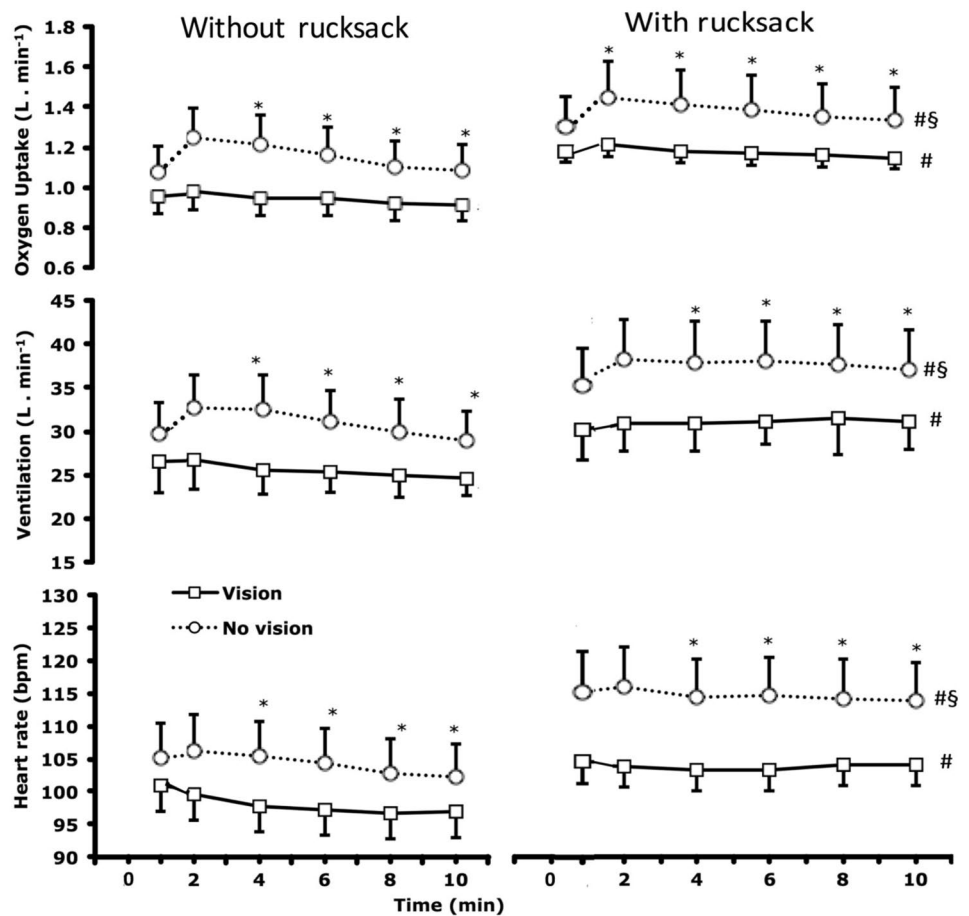 Without rucksack
With rucksack
Oxygen Uptake (L . min-1)
1.8
1.6
1.4
1.2
1.0
0.8
0.6
* * * *
* * * * *
#§
#
Ventilation (L . min-1)
45
40
35
30
25
20
15
* * * *
* * * *
#§
#
Heart rate (bpm)
130
125
120
115
110
105
100
95
90
Vision
No vision
* * * *
* * * *
#§
#
0 2 4 6 8 10
0 2 4 6 8 10
Time (min)